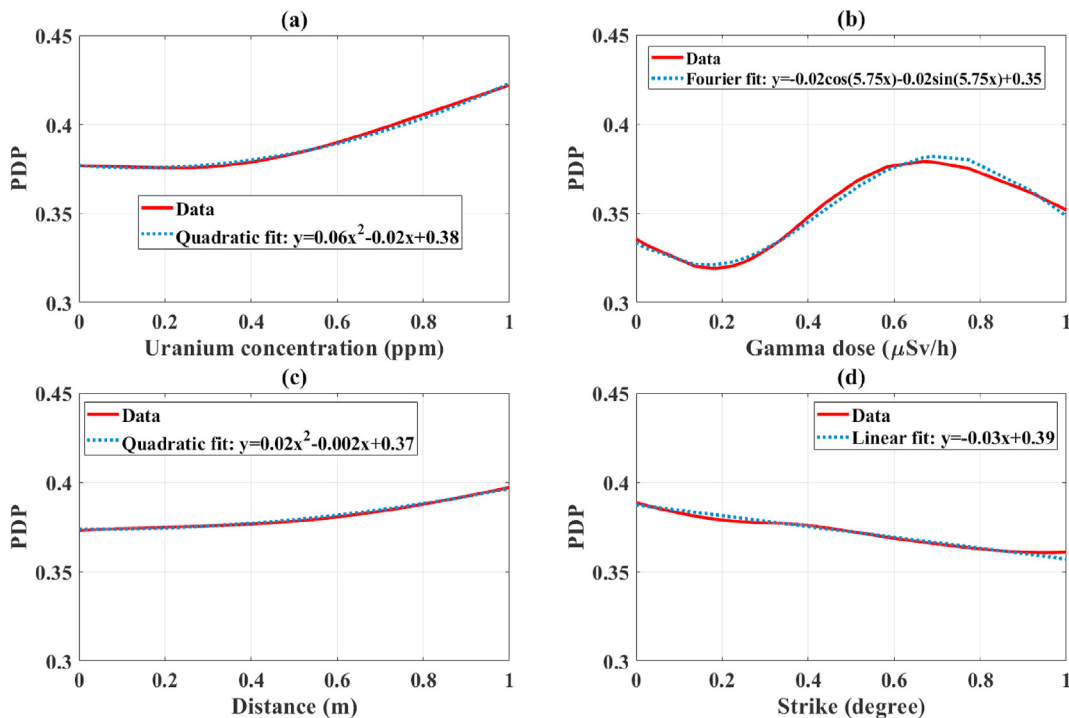 (a)
0.45
0.4
0.35
0.3
PDP
Data
Quadratic fit: y=0.06x²-0.02x+0.38
0 0.2 0.4 0.6 0.8 1
Uranium concentration (ppm)
(b)
0.45
0.4
0.35
0.3
PDP
Data
Fourier fit: y=-0.02cos(5.75x)-0.02sin(5.75x)+0.35
0 0.2 0.4 0.6 0.8 1
Gamma dose (μSv/h)
(c)
0.45
0.4
0.35
0.3
PDP
Data
Quadratic fit: y=0.02x²-0.002x+0.37
0 0.2 0.4 0.6 0.8 1
Distance (m)
(d)
0.45
0.4
0.35
0.3
PDP
Data
Linear fit: y=-0.03x+0.39
0 0.2 0.4 0.6 0.8 1
Strike (degree)